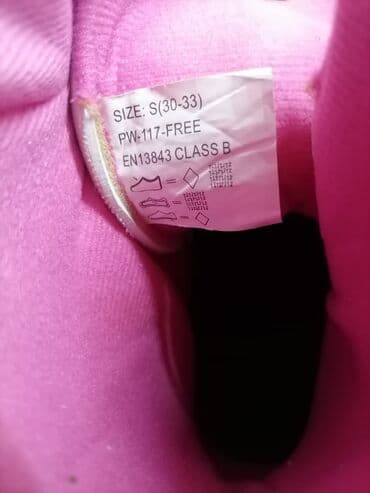 SIZE: S(30-33)
PW-117-FREE
EN13843 CLASS B